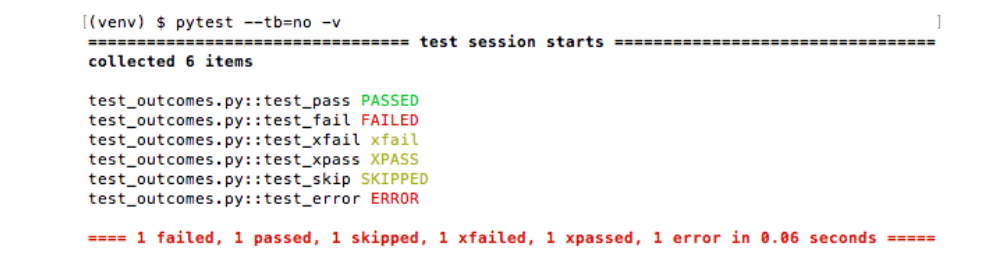 [(venv) $ pytest --tb=no -v ]
================================= test session starts =================================
collected 6 items
test_outcomes.py::test_pass PASSED
test_outcomes.py::test_fail FAILED
test_outcomes.py::test_xfail xfail
test_outcomes.py::test_xpass XPASS
test_outcomes.py::test_skip SKIPPED
test_outcomes.py::test_error ERROR
==== 1 failed, 1 passed, 1 skipped, 1 xfailed, 1 xpassed, 1 error in 0.06 seconds =====